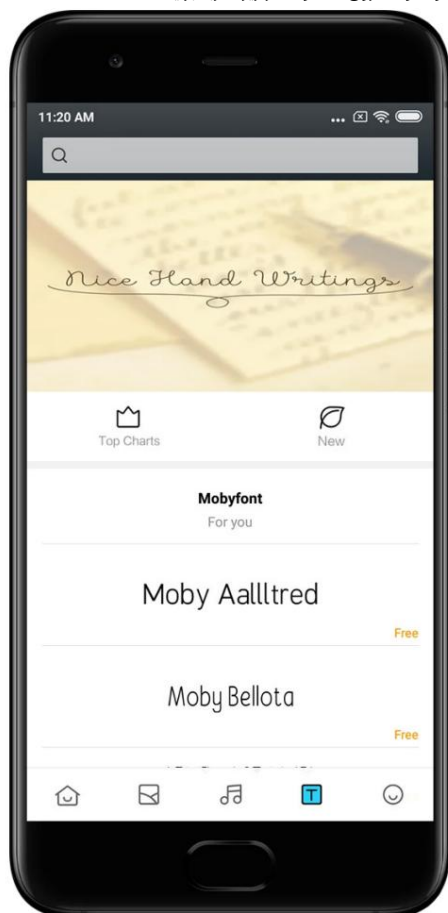 11:20 AM
Nice Hand Writings
Top Charts
New
Mobyfont
For you
Moby Aallltred
Free
Moby Bellota
Free
T